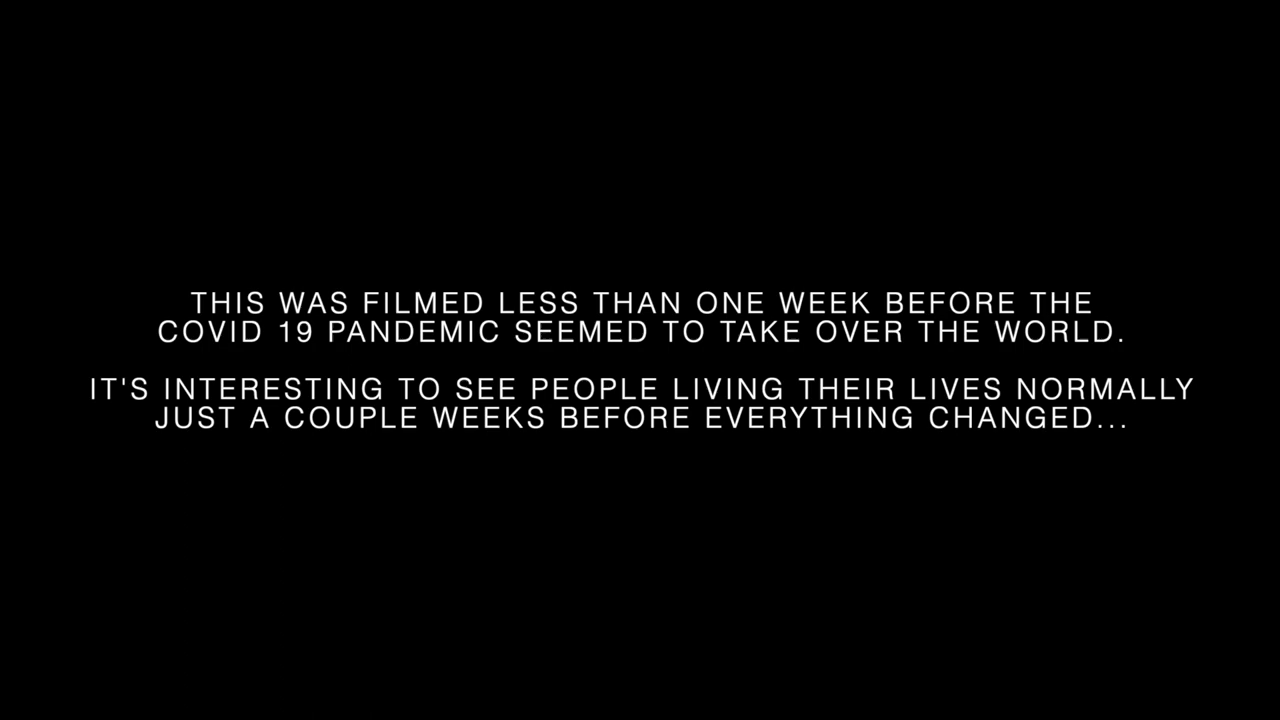 THIS WAS FILMED LESS THAN ONE WEEK BEFORE THE
COVID 19 PANDEMIC SEEMED TO TAKE OVER THE WORLD.
IT'S INTERESTING TO SEE PEOPLE LIVING THEIR LIVES NORMALLY
JUST A COUPLE WEEKS BEFORE EVERYTHING CHANGED...